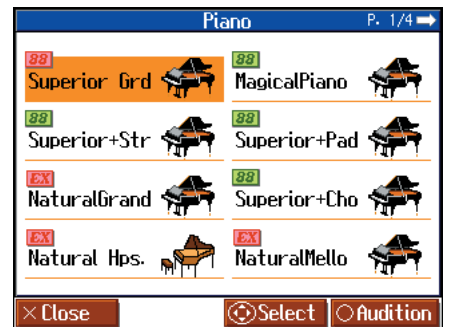 Piano P. 1/4
88 88
Superior Grd MagicalPiano
88 88
Superior+Str Superior+Pad
EX 88
NaturalGrand Superior+Cho
EX EX
Natural Hps. NaturalMello
×Close Select ○Audition